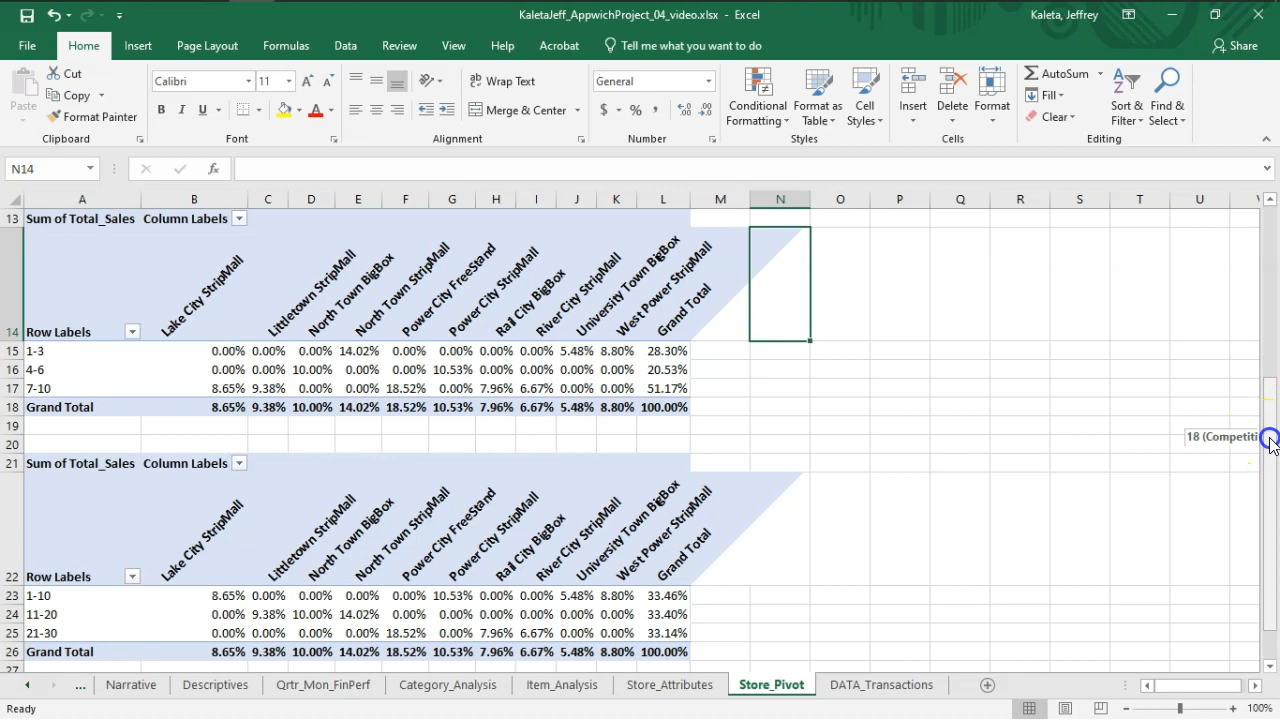 KaletaJeff_AppwichProject_04_video.xlsx - Excel
Kaleta, Jeffrey
File Home Insert Page Layout Formulas Data Review View Help Acrobat Tell me what you want to do Share
Paste
Cut
Copy
Format Painter
Clipboard
Calibri 11
B I U
Font
Wrap Text
Merge & Center
Alignment
General
$ % ,
Number
Conditional Formatting
Format as Table
Cell Styles
Styles
Insert Delete Format
Cells
AutoSum
Fill
Clear
Sort & Filter
Find & Select
Editing
N14 fx
A B C D E F G H I J K L M N O P Q R S T U
13 Sum of Total_Sales Column Labels
14 Row Labels Lake City StripMall Littletown StripMall North Town BigBox North Town StripMall Power City FreeStand Power City StripMall Rail City BigBox River City StripMall University Town BigBox West Power StripMall Grand Total
15 1-3 0.00% 0.00% 0.00% 14.02% 0.00% 0.00% 0.00% 0.00% 5.48% 8.80% 28.30%
16 4-6 0.00% 0.00% 10.00% 0.00% 0.00% 10.53% 0.00% 0.00% 0.00% 0.00% 20.53%
17 7-10 8.65% 9.38% 0.00% 0.00% 18.52% 0.00% 7.96% 6.67% 0.00% 0.00% 51.17%
18 Grand Total 8.65% 9.38% 10.00% 14.02% 18.52% 10.53% 7.96% 6.67% 5.48% 8.80% 100.00%
19
20 18 (Competiti
21 Sum of Total_Sales Column Labels
22 Row Labels Lake City StripMall Littletown StripMall North Town BigBox North Town StripMall Power City FreeStand Power City StripMall Rail City BigBox River City StripMall University Town BigBox West Power StripMall Grand Total
23 1-10 8.65% 0.00% 0.00% 0.00% 0.00% 10.53% 0.00% 0.00% 5.48% 8.80% 33.46%
24 11-20 0.00% 9.38% 10.00% 14.02% 0.00% 0.00% 0.00% 0.00% 0.00% 0.00% 33.40%
25 21-30 0.00% 0.00% 0.00% 0.00% 18.52% 0.00% 7.96% 6.67% 0.00% 0.00% 33.14%
26 Grand Total 8.65% 9.38% 10.00% 14.02% 18.52% 10.53% 7.96% 6.67% 5.48% 8.80% 100.00%
27
... Narrative Descriptives Qrtr_Mon_FinPerf Category_Analysis Item_Analysis Store_Attributes Store_Pivot DATA_Transactions
Ready 100%